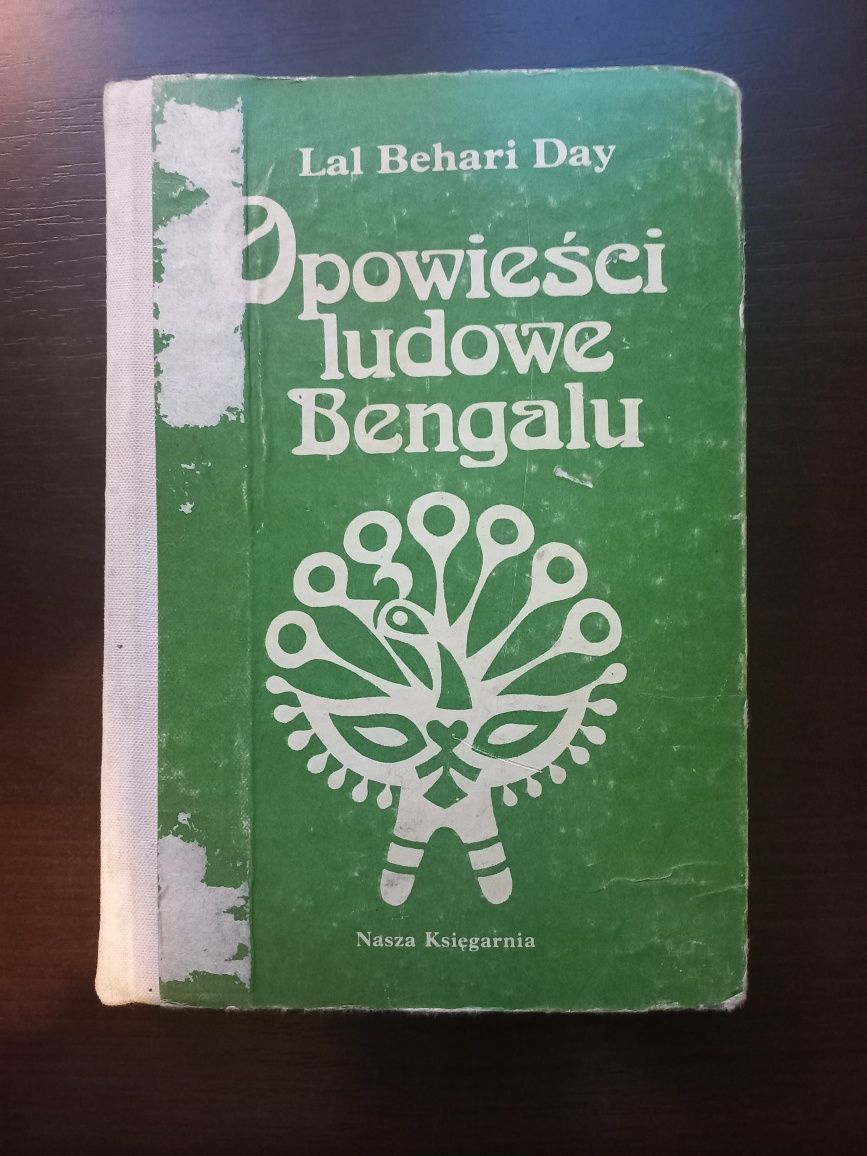 Lal Behari Day
Opowieści
ludowe
Bengalu
Nasza Księgarnia